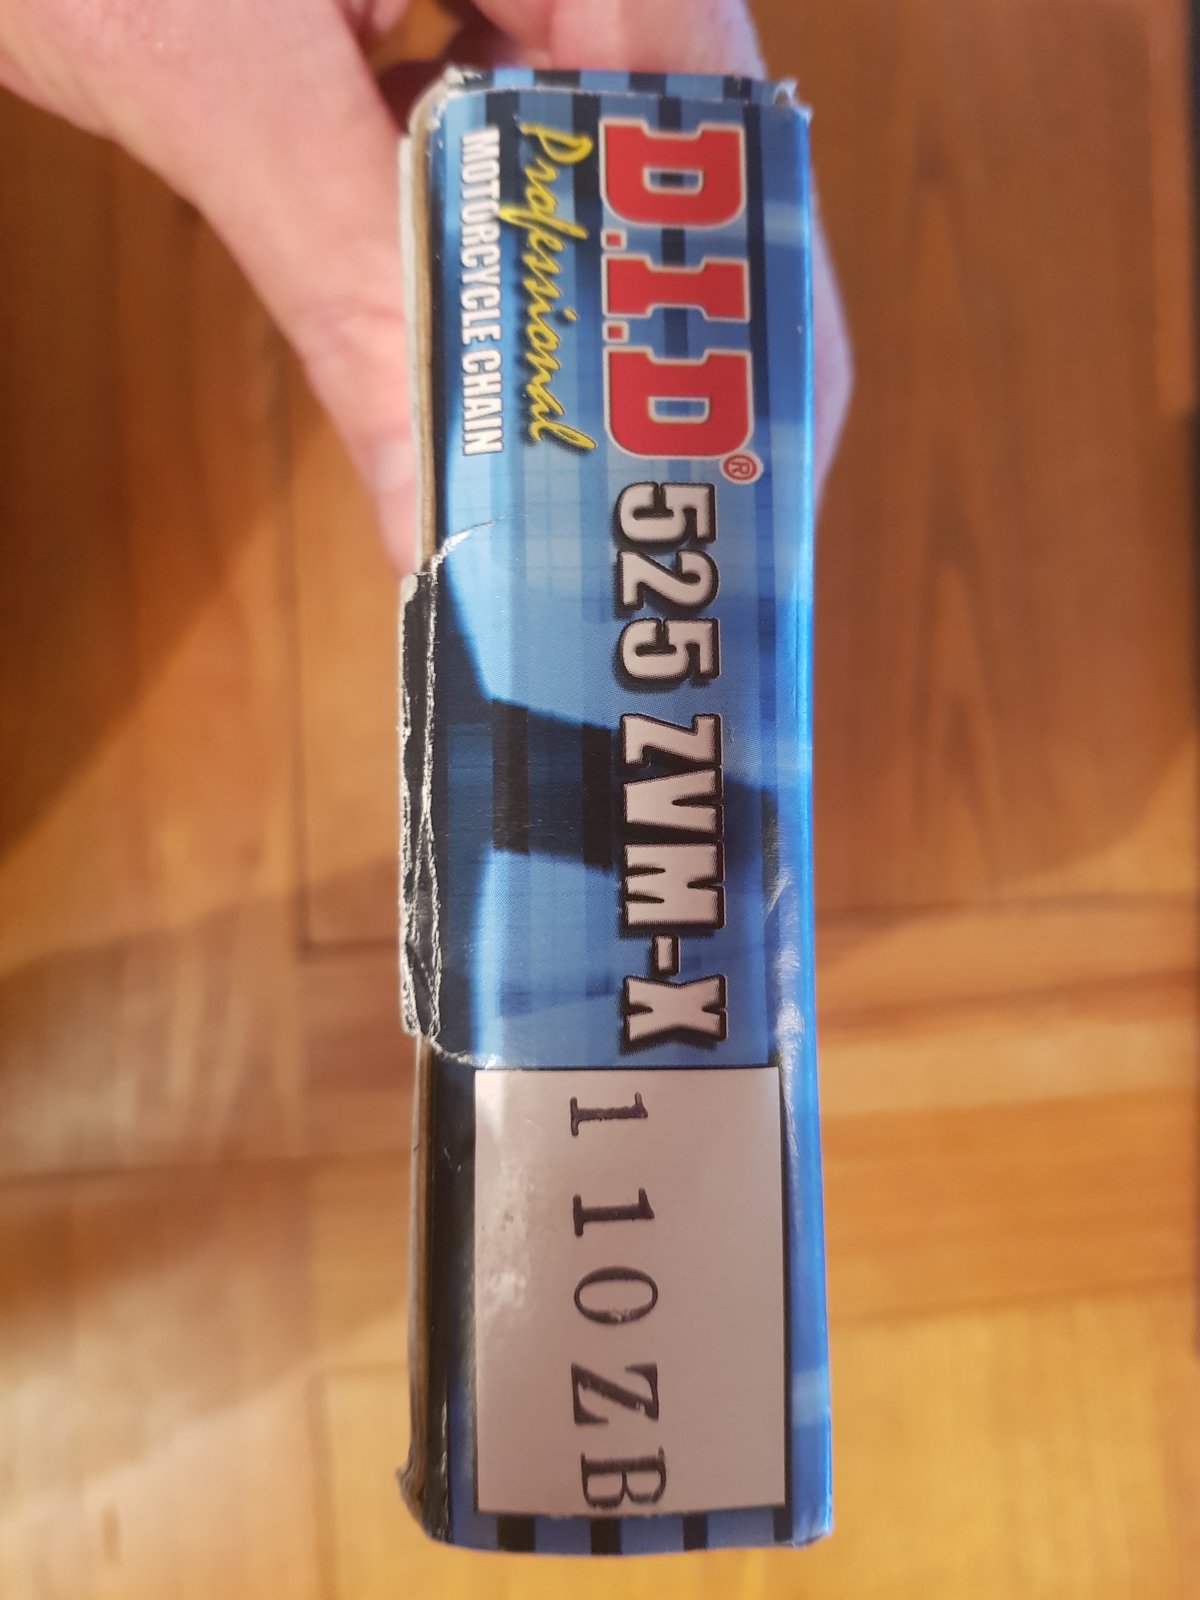 D.I.D® 525 ZVM-X
Professional
MOTORCYCLE CHAIN
110ZB